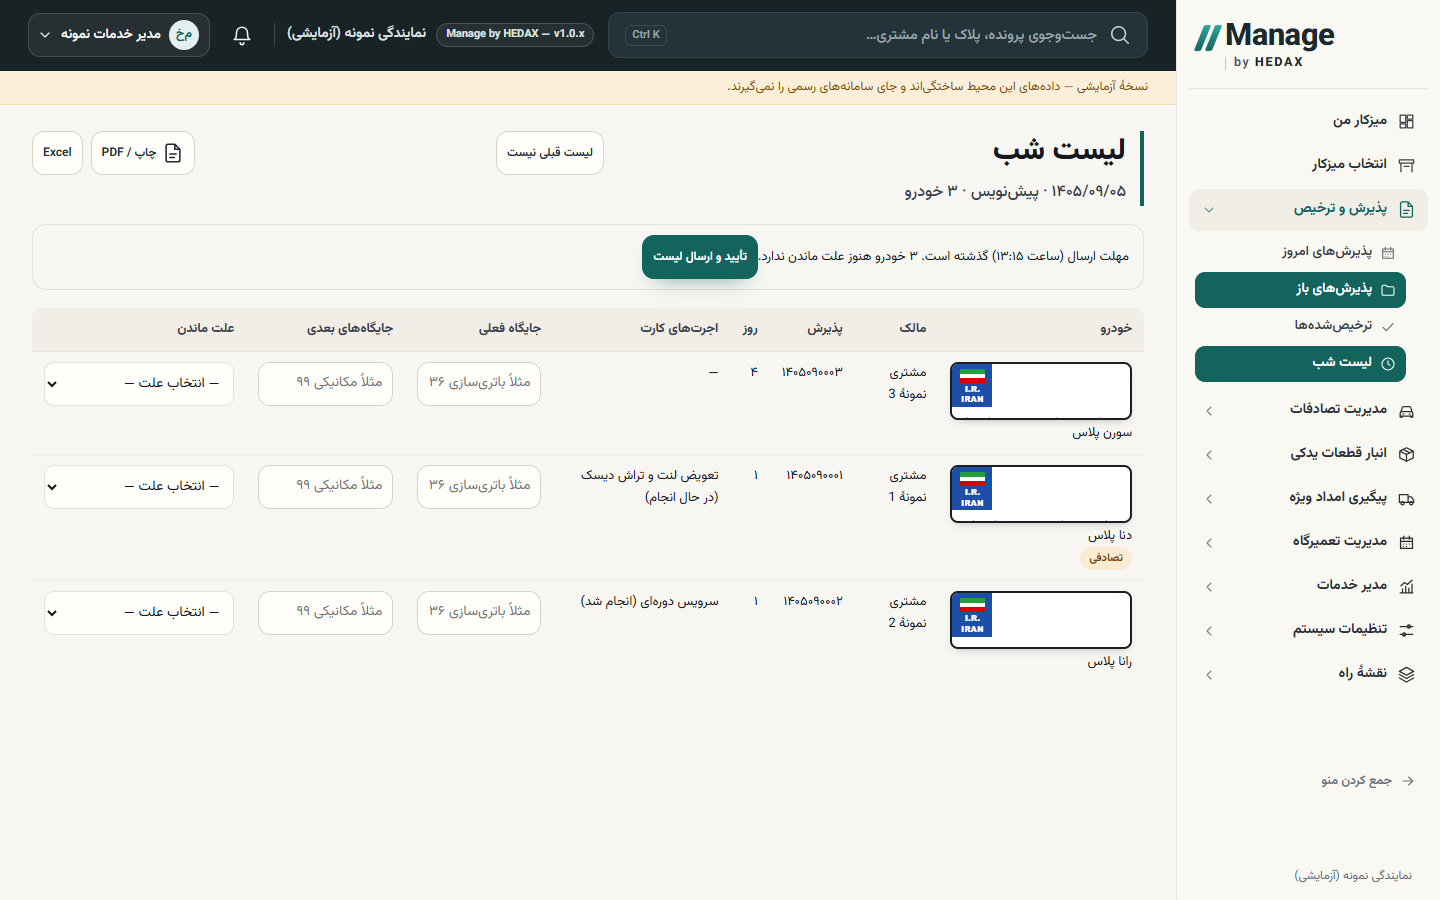 Manage
by HEDAX
میزکار من
انتخاب میزکار
پذیرش و ترخیص
پذیرش‌های امروز
پذیرش‌های باز
ترخیص‌شده‌ها
لیست شب
مدیریت تصادفات
انبار قطعات یدکی
پیگیری امداد ویژه
مدیریت تعمیرگاه
مدیر خدمات
تنظیمات سیستم
نقشهٔ راه
جمع کردن منو
نمایندگی نمونه (آزمایشی)
جست‌وجوی پرونده، پلاک یا نام مشتری...
Ctrl K
Manage by HEDAX – v1.0.x
نمایندگی نمونه (آزمایشی)
مدیر خدمات نمونه
م‌خ
نسخهٔ آزمایشی – داده‌های این محیط ساختگی‌اند و جای سامانه‌های رسمی را نمی‌گیرند.
لیست شب
۱۴۰۵/۰۹/۰۵ · پیش‌نویس · ۳ خودرو
لیست قبلی نیست
چاپ / PDF
Excel
مهلت ارسال (ساعت ۱۳:۱۵) گذشته است. ۳ خودرو هنوز علت ماندن ندارد.
تأیید و ارسال لیست
خودرو مالک پذیرش روز اجرت‌های کارت جایگاه فعلی جایگاه‌های بعدی علت ماندن
I.R. IRAN
سورن پلاس
مشتری نمونهٔ 3
۱۴۰۵۰۹۰۰۰۳
۴
–
مثلاً باتری‌سازی ۳۶
مثلاً مکانیکی ۹۹
– انتخاب علت –
I.R. IRAN
دنا پلاس
تصادفی
مشتری نمونهٔ 1
۱۴۰۵۰۹۰۰۰۱
۱
تعویض لنت و تراش دیسک
(در حال انجام)
مثلاً باتری‌سازی ۳۶
مثلاً مکانیکی ۹۹
– انتخاب علت –
I.R. IRAN
رانا پلاس
مشتری نمونهٔ 2
۱۴۰۵۰۹۰۰۰۲
۱
سرویس دوره‌ای (انجام شد)
مثلاً باتری‌سازی ۳۶
مثلاً مکانیکی ۹۹
– انتخاب علت –